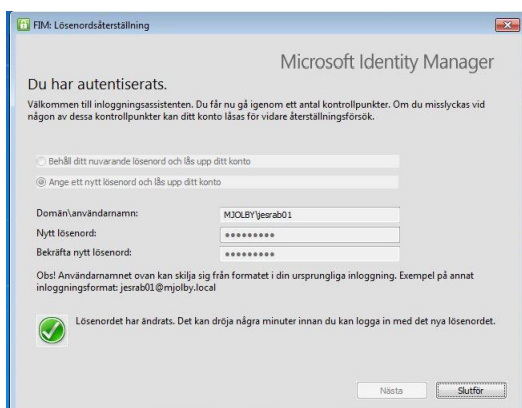 FIM: Lösenordsåterställning
Microsoft Identity Manager
Du har autentiserats.
Välkommen till inloggningsassistenten. Du får nu gå igenom ett antal kontrollpunkter. Om du misslyckas vid
någon av dessa kontrollpunkter kan ditt konto låsas för vidare återställningsförsök.
Behåll ditt nuvarande lösenord och lås upp ditt konto
Ange ett nytt lösenord och lås upp ditt konto
Domän\användarnamn: MJOLBY\jesrab01
Nytt lösenord: ●●●●●●●●●
Bekräfta nytt lösenord: ●●●●●●●●●
Obs! Användarnamnet ovan kan skilja sig från formatet i din ursprungliga inloggning. Exempel på annat
inloggningsformat: jesrab01@mjolby.local
Lösenordet har ändrats. Det kan dröja några minuter innan du kan logga in med det nya lösenordet.
Nästa Slutför